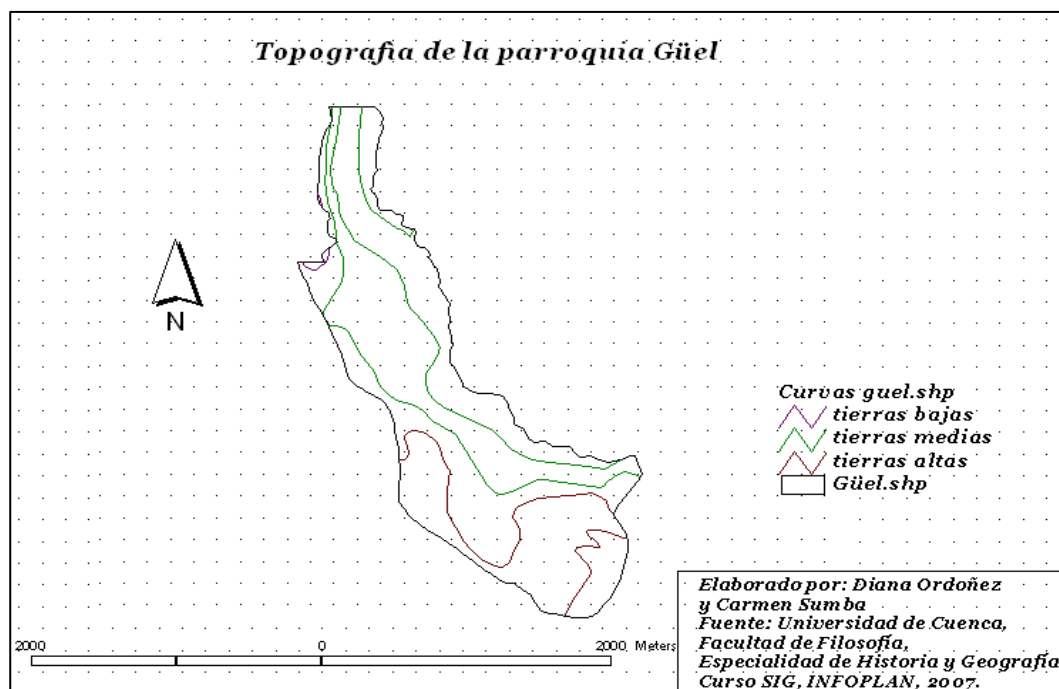 Topografia de la parroquía Güel
N
Curvas guel.shp
tierras bajas
tierras medias
tierras altas
Güel.shp
Elaborado por: Diana Ordoñez
y Carmen Sumba
Fuente: Universidad de Cuenca,
Facultad de Filosofía,
Especialidad de Historia y Geografía
Curso SIG, INFOPLAN, 2007.
2000 0 2000 Meters